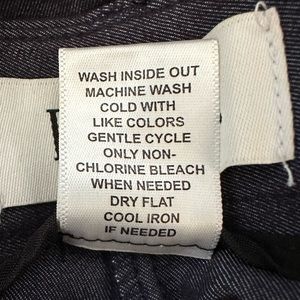 WASH INSIDE OUT
MACHINE WASH
COLD WITH
LIKE COLORS
GENTLE CYCLE
ONLY NON-
CHLORINE BLEACH
WHEN NEEDED
DRY FLAT
COOL IRON
IF NEEDED